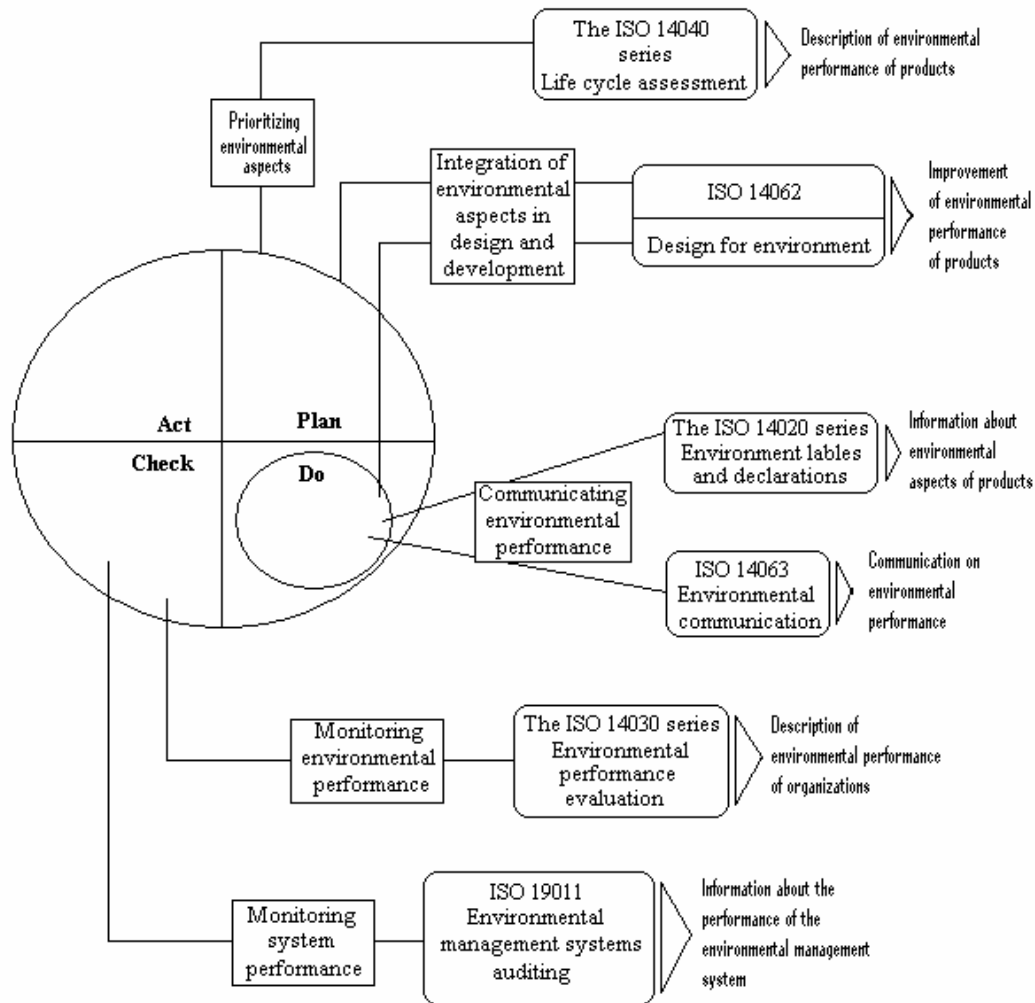 The ISO 14040
series
Life cycle assessment
Description of environmental
performance of products
Prioritizing
environmental
aspects
Integration of
environmental
aspects in
design and
development
ISO 14062
Design for environment
Improvement
of environmental
performance
of products
Act
Plan
Check
Do
The ISO 14020 series
Environment lables
and declarations
Information about
environmental
aspects of products
Communicating
environmental
performance
ISO 14063
Environmental
communication
Communication on
environmental
performance
Monitoring
environmental
performance
The ISO 14030 series
Environmental
performance
evaluation
Description of
environmental performance
of organizations
Monitoring
system
performance
ISO 19011
Environmental
management systems
auditing
Information about the
performance of the
environmental management
system